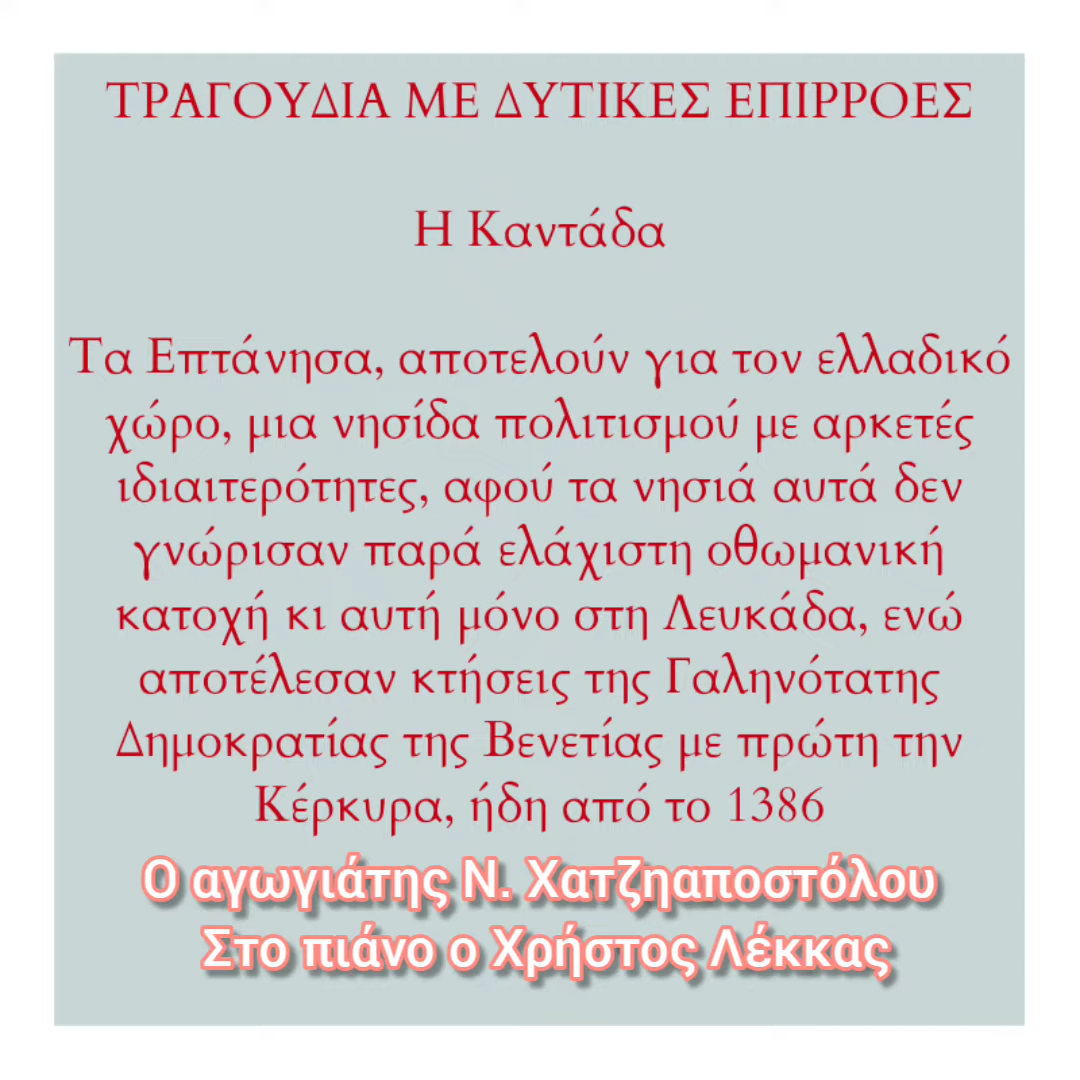 ΤΡΑΓΟΥΔΙΑ ΜΕ ΔΥΤΙΚΕΣ ΕΠΙΡΡΟΕΣ
Η Καντάδα
Τα Επτάνησα, αποτελούν για τον ελλαδικό
χώρο, μια νησίδα πολιτισμού με αρκετές
ιδιαιτερότητες, αφού τα νησιά αυτά δεν
γνώρισαν παρά ελάχιστη οθωμανική
κατοχή κι αυτή μόνο στη Λευκάδα, ενώ
αποτέλεσαν κτήσεις της Γαληνότατης
Δημοκρατίας της Βενετίας με πρώτη την
Κέρκυρα, ήδη από το 1386
Ο αγωγιάτης Ν. Χατζηαποστόλου
Στο πιάνο ο Χρήστος Λέκκας